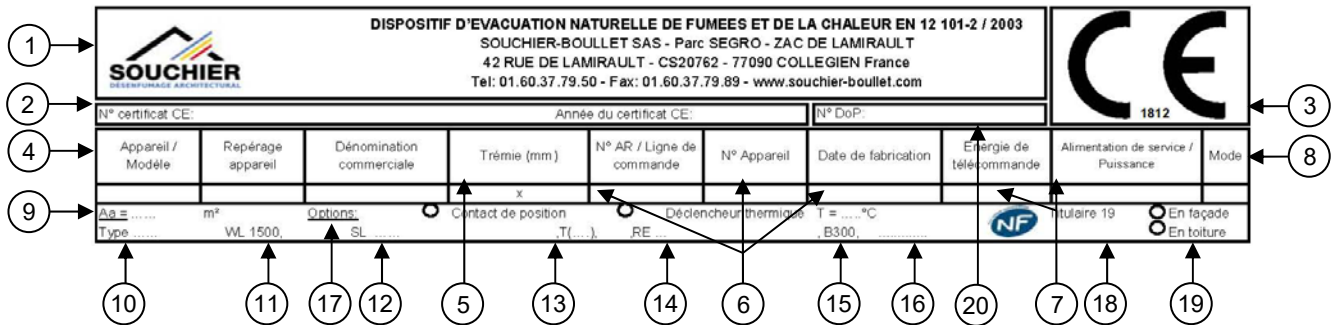 DISPOSITIF D'EVACUATION NATURELLE DE FUMEES ET DE LA CHALEUR EN 12 101-2 / 2003
SOUCHIER-BOULLET SAS - Parc SEGRO - ZAC DE LAMIRAULT
42 RUE DE LAMIRAULT - CS20762 - 77090 COLLEGIEN France
Tel: 01.60.37.79.50 - Fax: 01.60.37.79.89 - www.souchier-boullet.com
SOUCHIER
DÉSENFUMAGE ARCHITECTURAL
CE
1812
1
2
3
N° certificat CE: Année du certificat CE: N° DoP:
4
Appareil / Modéle
Repérage appareil
Dénomination commerciale
Trémie (mm)
N° AR / Ligne de commande
N° Appareil
Date de fabrication
Energie de télécommande
Alimentation de service / Puissance
Mode
8
x
9
Aa = ...... m² Options: Contact de position Déclencheur thermique T = .....°C NF titulaire 19 En façade
Type ...... WL 1500, SL ...... ,T(....), ,RE ... , B300, ............. En toiture
10 11 17 12 5 13 14 6 15 16 20 7 18 19